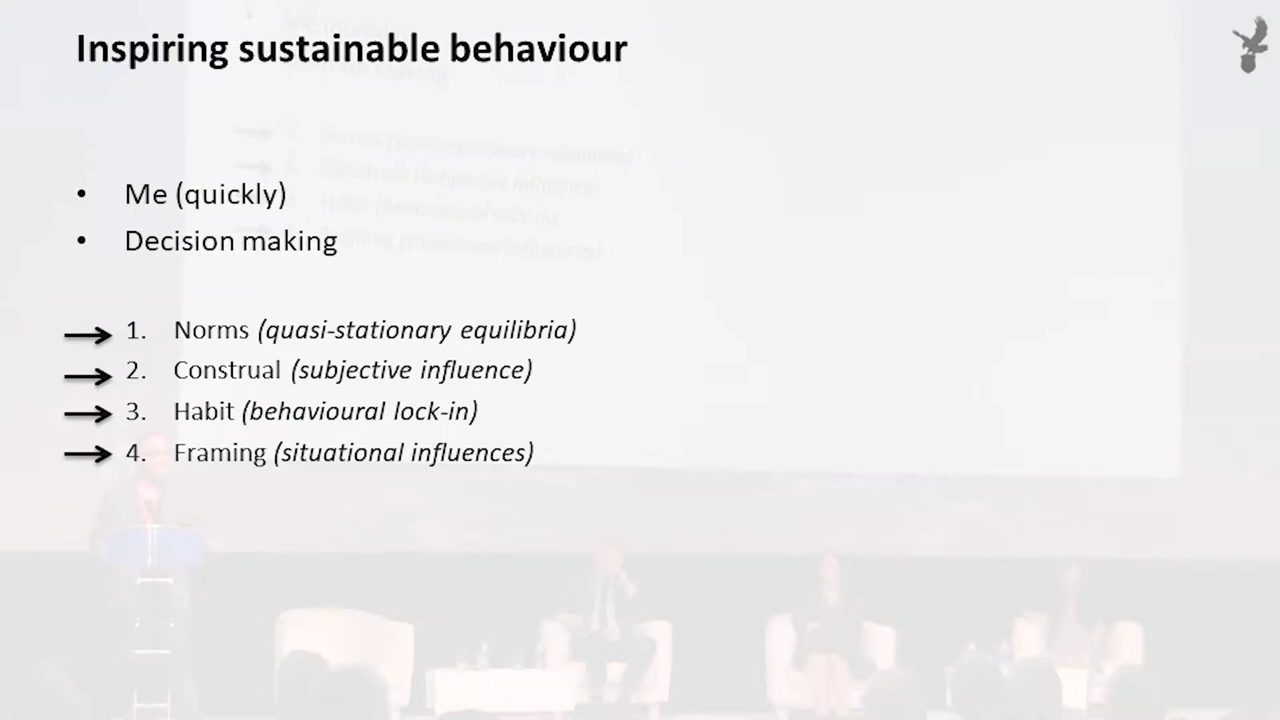 Inspiring sustainable behaviour
• Me (quickly)
• Decision making
→ 1. Norms (quasi-stationary equilibria)
→ 2. Construal (subjective influence)
→ 3. Habit (behavioural lock-in)
→ 4. Framing (situational influences)